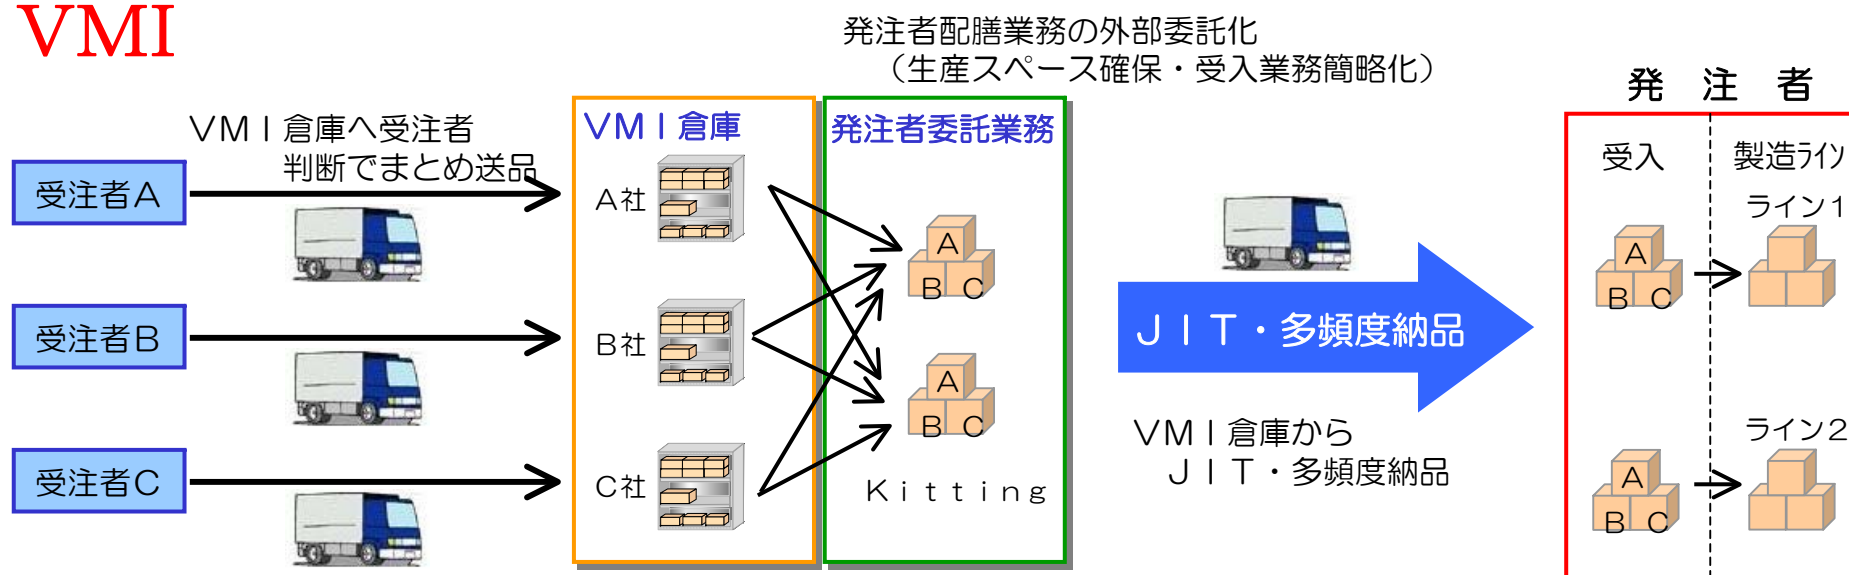 VMI
発注者配膳業務の外部委託化
（生産スペース確保・受入業務簡略化）
発 注 者
ＶＭＩ倉庫へ受注者
判断でまとめ送品
ＶＭＩ倉庫
発注者委託業務
受入
製造ライン
受注者Ａ
Ａ社
ライン１
Ａ
Ｂ Ｃ
Ａ
Ｂ Ｃ
受注者Ｂ
Ｂ社
ＪＩＴ・多頻度納品
Ａ
Ｂ Ｃ
ＶＭＩ倉庫から
ＪＩＴ・多頻度納品
ライン２
受注者Ｃ
Ｃ社
Ｋｉｔｔｉｎｇ
Ａ
Ｂ Ｃ